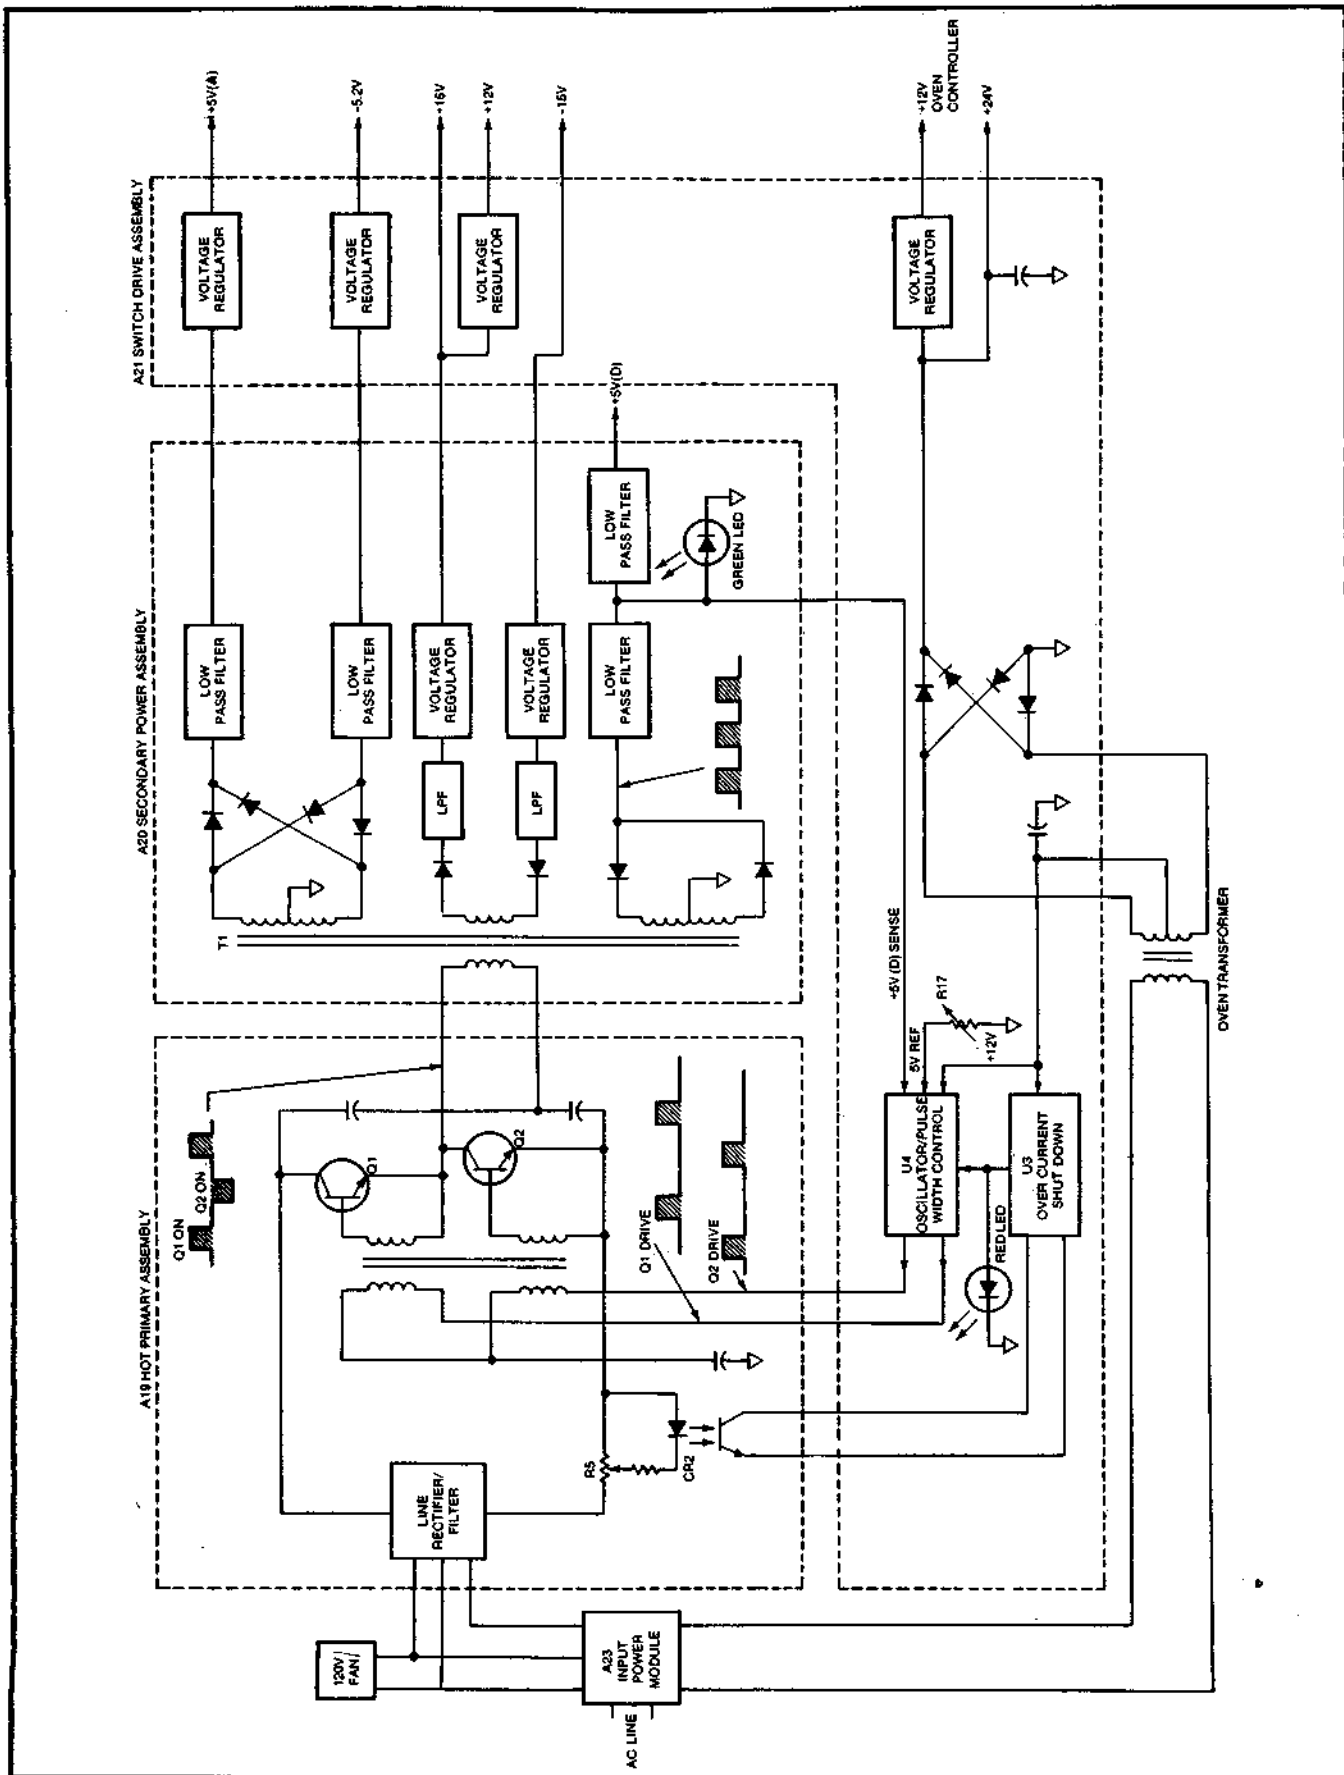 A21 SWITCH DRIVE ASSEMBLY
VOLTAGE
REGULATOR
+5V(A)
VOLTAGE
REGULATOR
-5.2V
+15V
VOLTAGE
REGULATOR
+12V
-15V
VOLTAGE
REGULATOR
+12V
OVEN
CONTROLLER
+24V
A20 SECONDARY POWER ASSEMBLY
T1
LOW
PASS FILTER
LOW
PASS FILTER
LPF
VOLTAGE
REGULATOR
LPF
VOLTAGE
REGULATOR
LOW
PASS FILTER
LOW
PASS FILTER
+5V(D)
GREEN LED
A19 HOT PRIMARY ASSEMBLY
Q1 ON
Q2 ON
Q1
Q2
Q1 DRIVE
Q2 DRIVE
LINE
RECTIFIER/
FILTER
R5
CR2
120V
FAN
A23
INPUT
POWER
MODULE
AC LINE
+5V (D) SENSE
5V REF
R17
+12V
U4
OSCILLATOR/PULSE
WIDTH CONTROL
U3
OVER CURRENT
SHUT DOWN
RED LED
OVEN TRANSFORMER